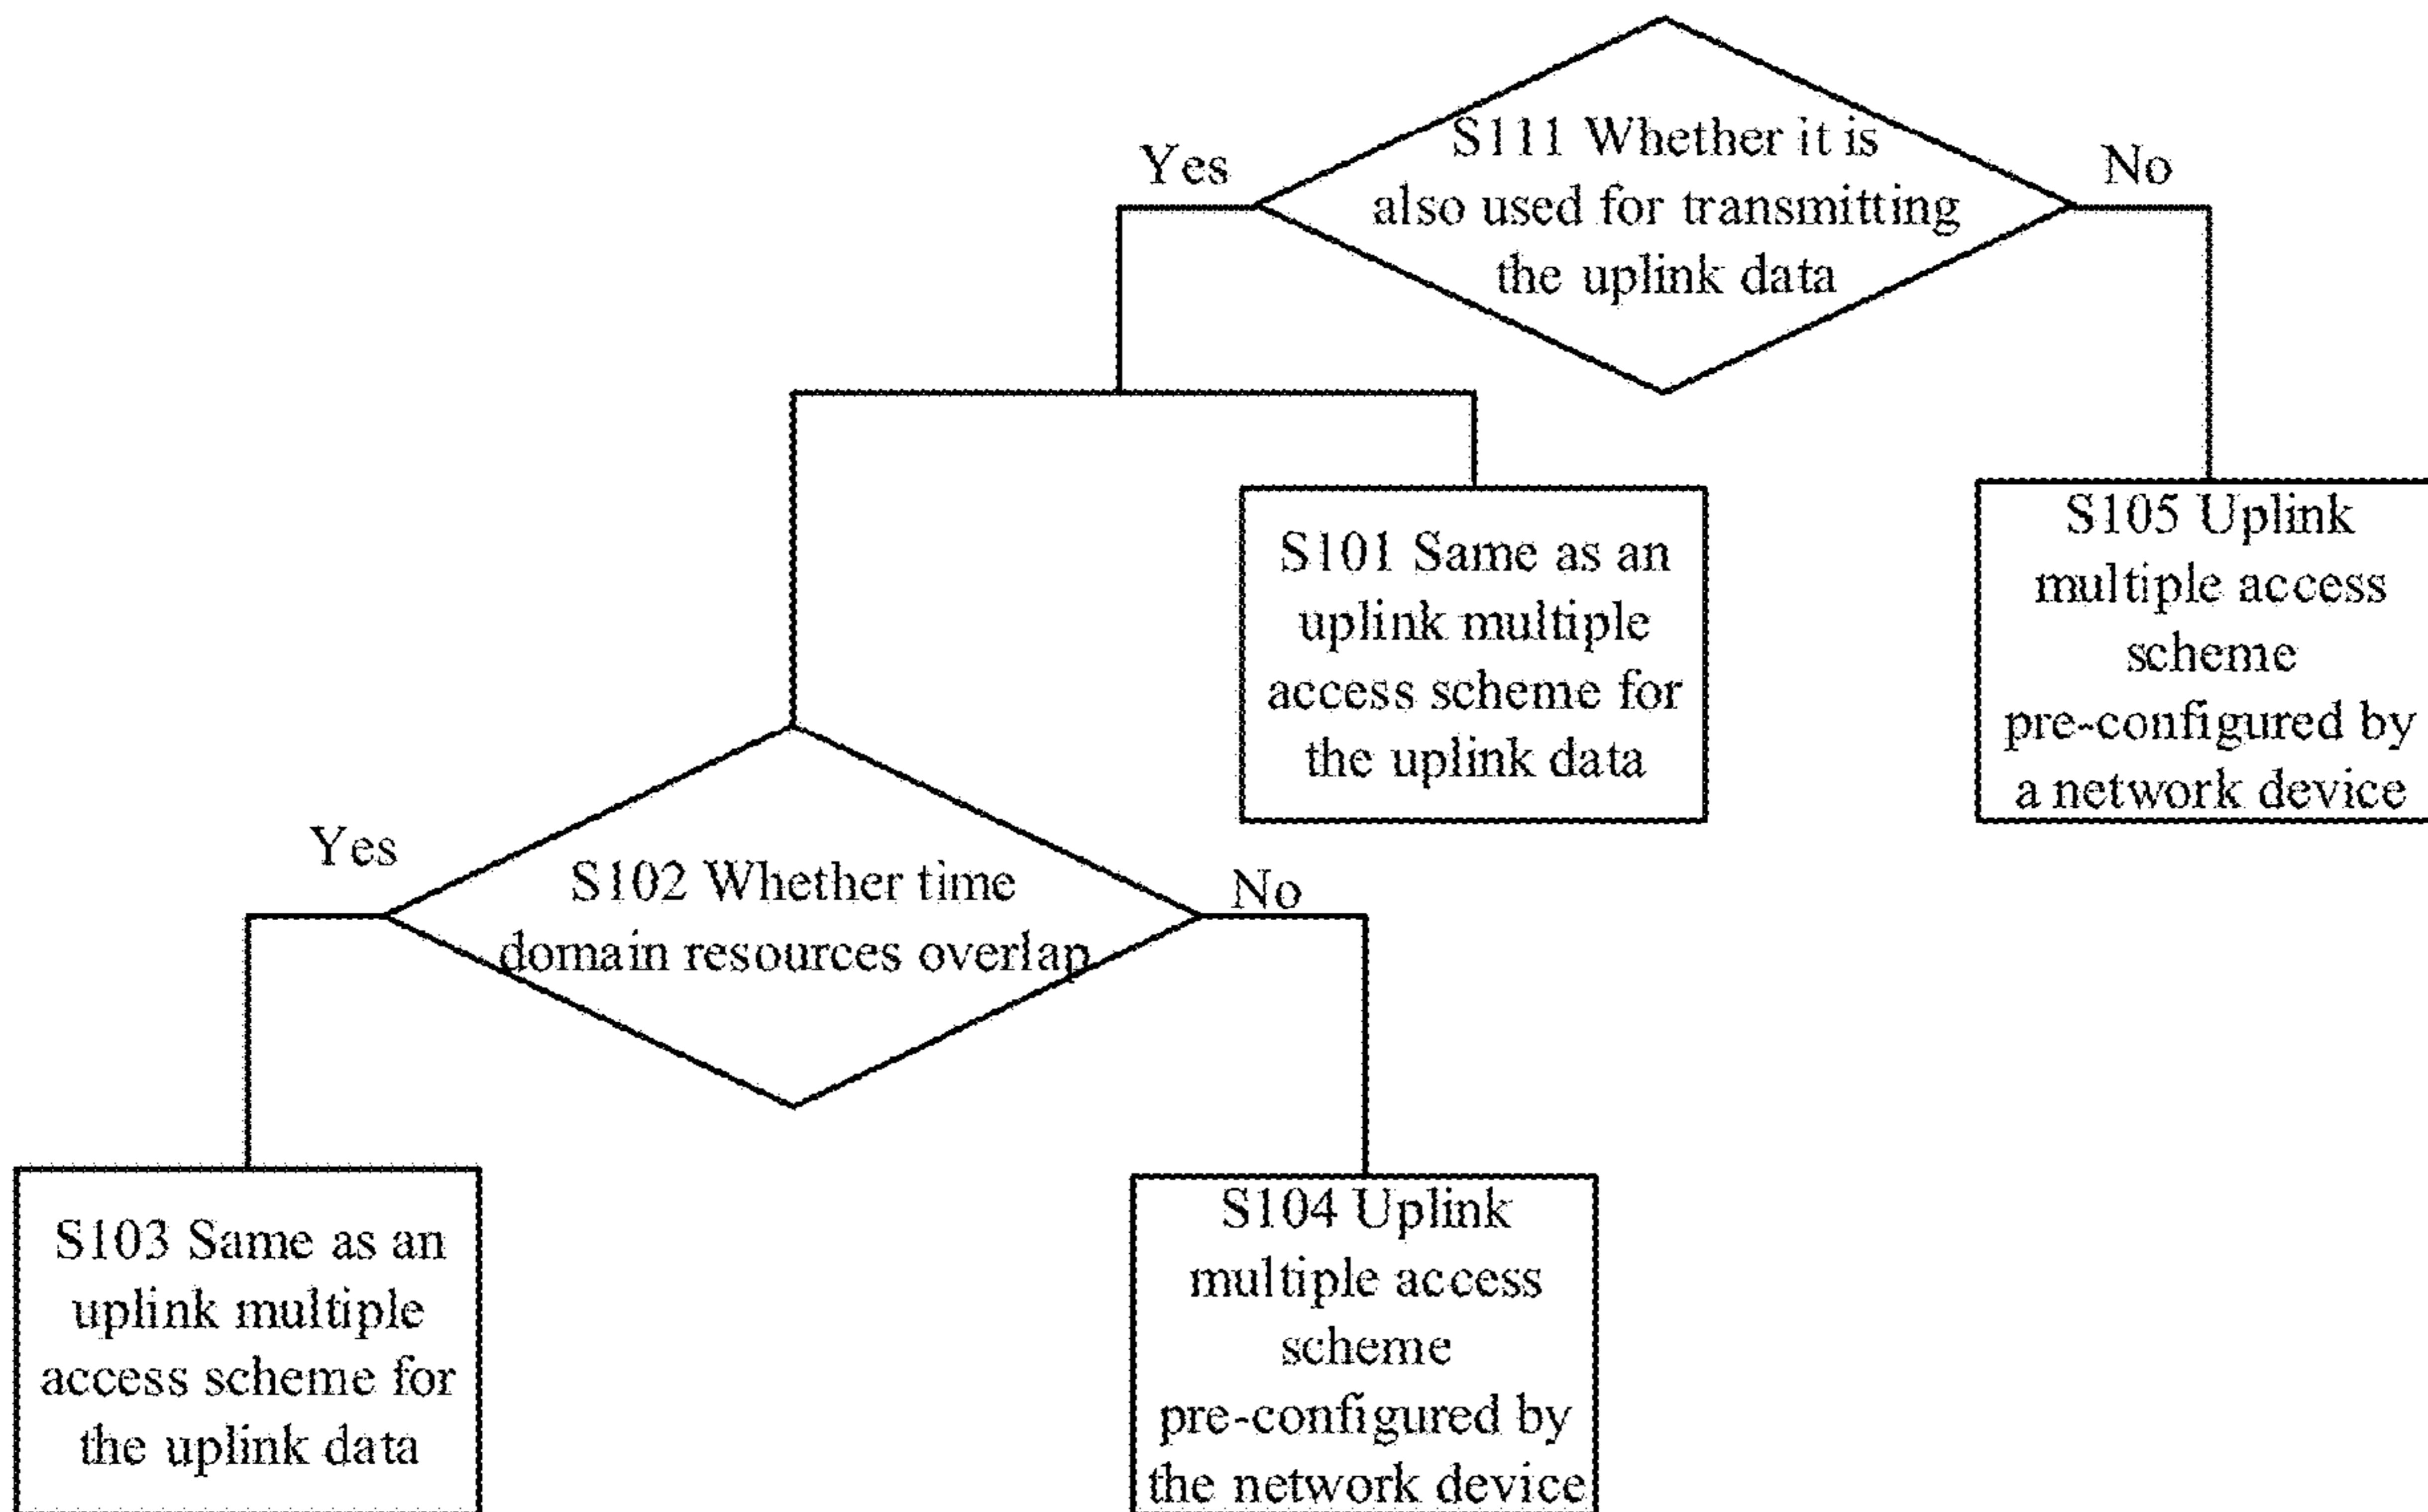 S111 Whether it is
also used for transmitting
the uplink data
Yes
No
S101 Same as an
uplink multiple
access scheme for
the uplink data
S105 Uplink
multiple access
scheme
pre-configured by
a network device
S102 Whether time
domain resources overlap
Yes
No
S103 Same as an
uplink multiple
access scheme for
the uplink data
S104 Uplink
multiple access
scheme
pre-configured by
the network device